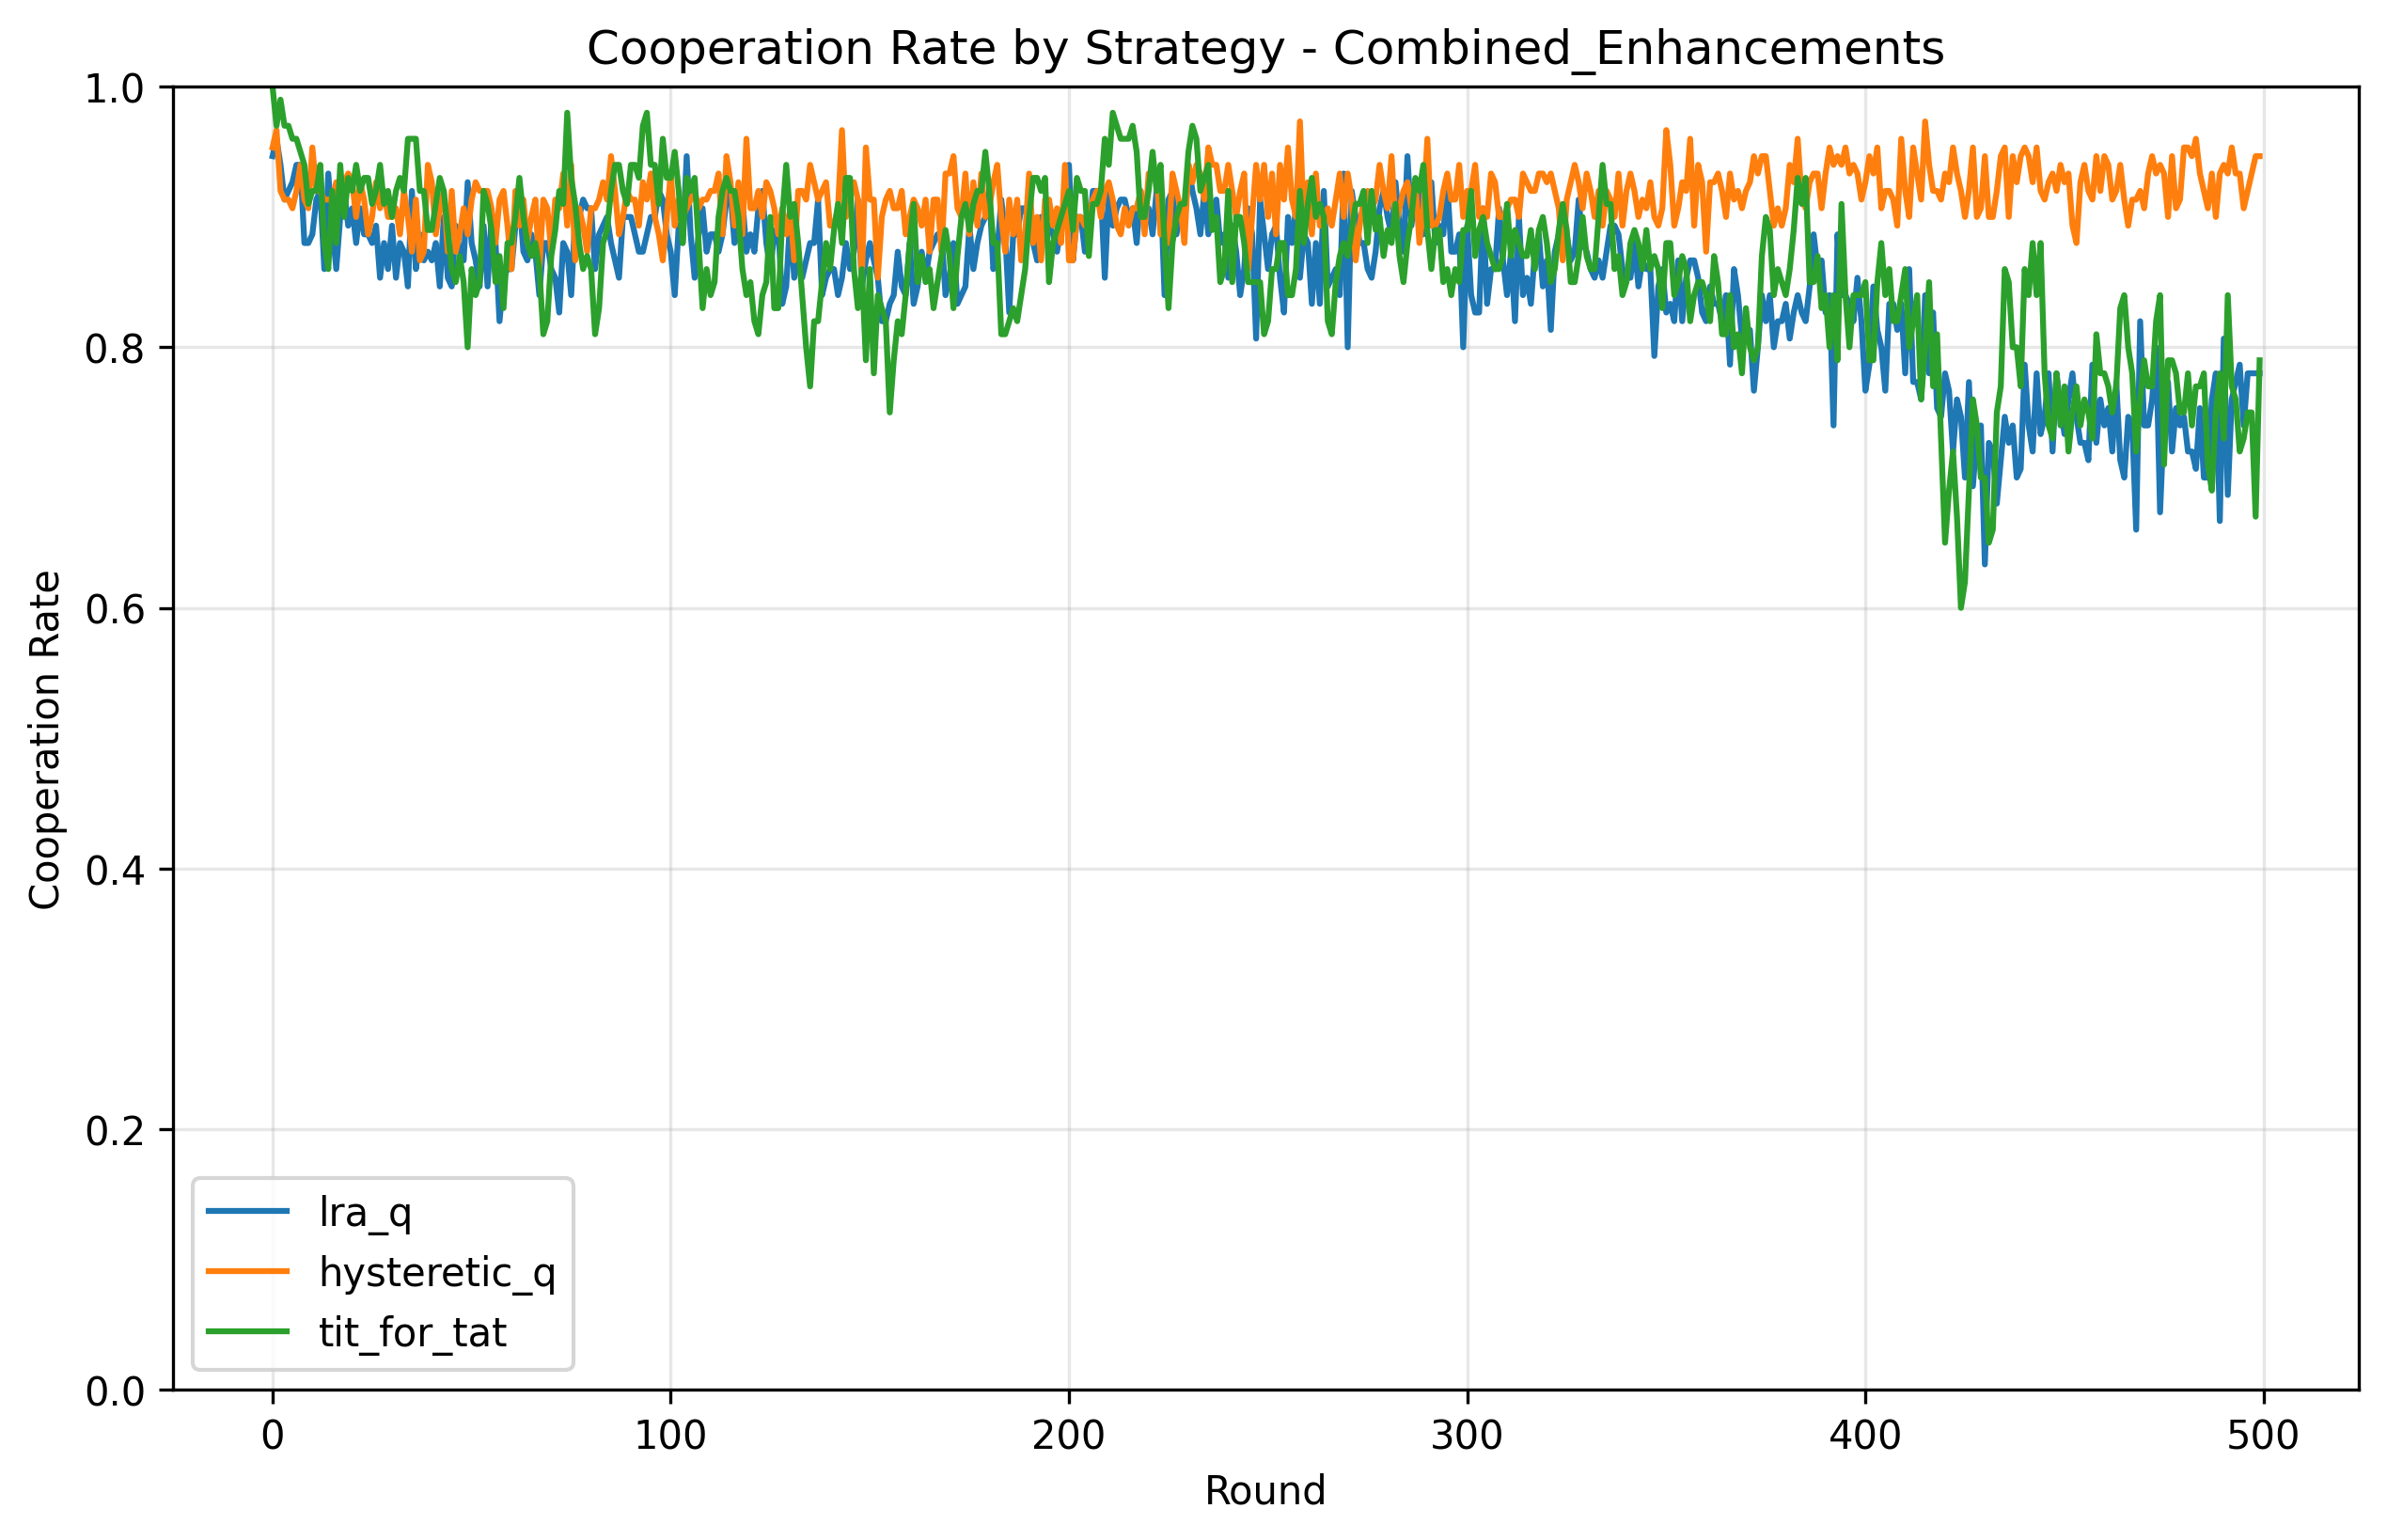 Cooperation Rate by Strategy - Combined_Enhancements
Cooperation Rate
1.0
0.8
0.6
0.4
0.2
0.0
lra_q
hysteretic_q
tit_for_tat
0 100 200 300 400 500
Round